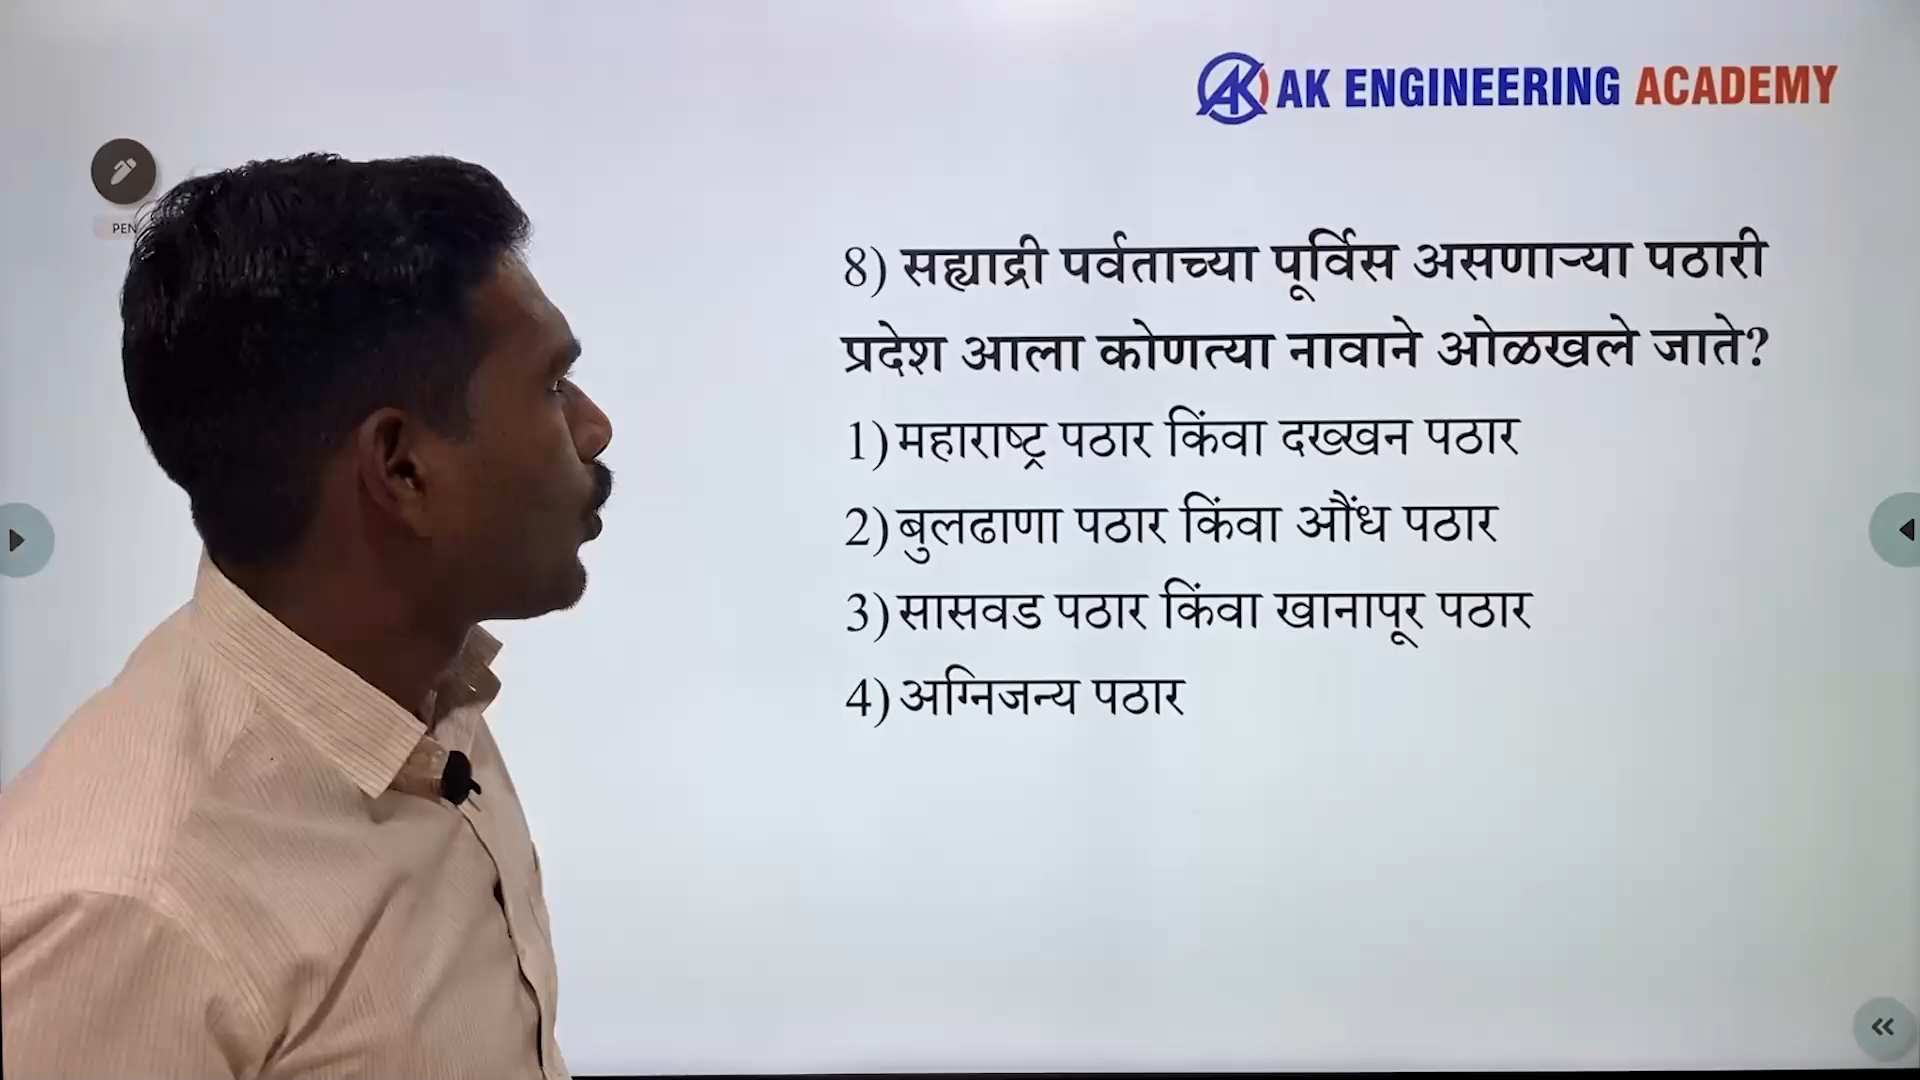 AK ENGINEERING ACADEMY
PEN
8) सह्याद्री पर्वताच्या पूर्विस असणाऱ्या पठारी
प्रदेश आला कोणत्या नावाने ओळखले जाते?
1) महाराष्ट्र पठार किंवा दख्खन पठार
2) बुलढाणा पठार किंवा औंध पठार
3) सासवड पठार किंवा खानापूर पठार
4) अग्निजन्य पठार